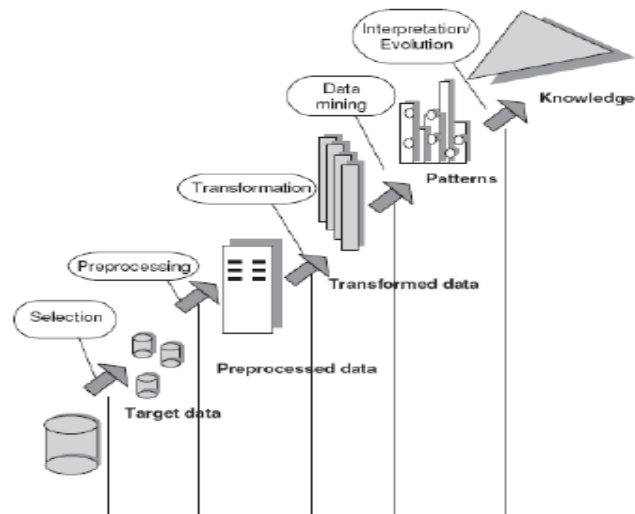 Interpretation/
Evolution
Knowledge
Data
mining
Patterns
Transformation
Transformed data
Preprocessing
Preprocessed data
Selection
Target data